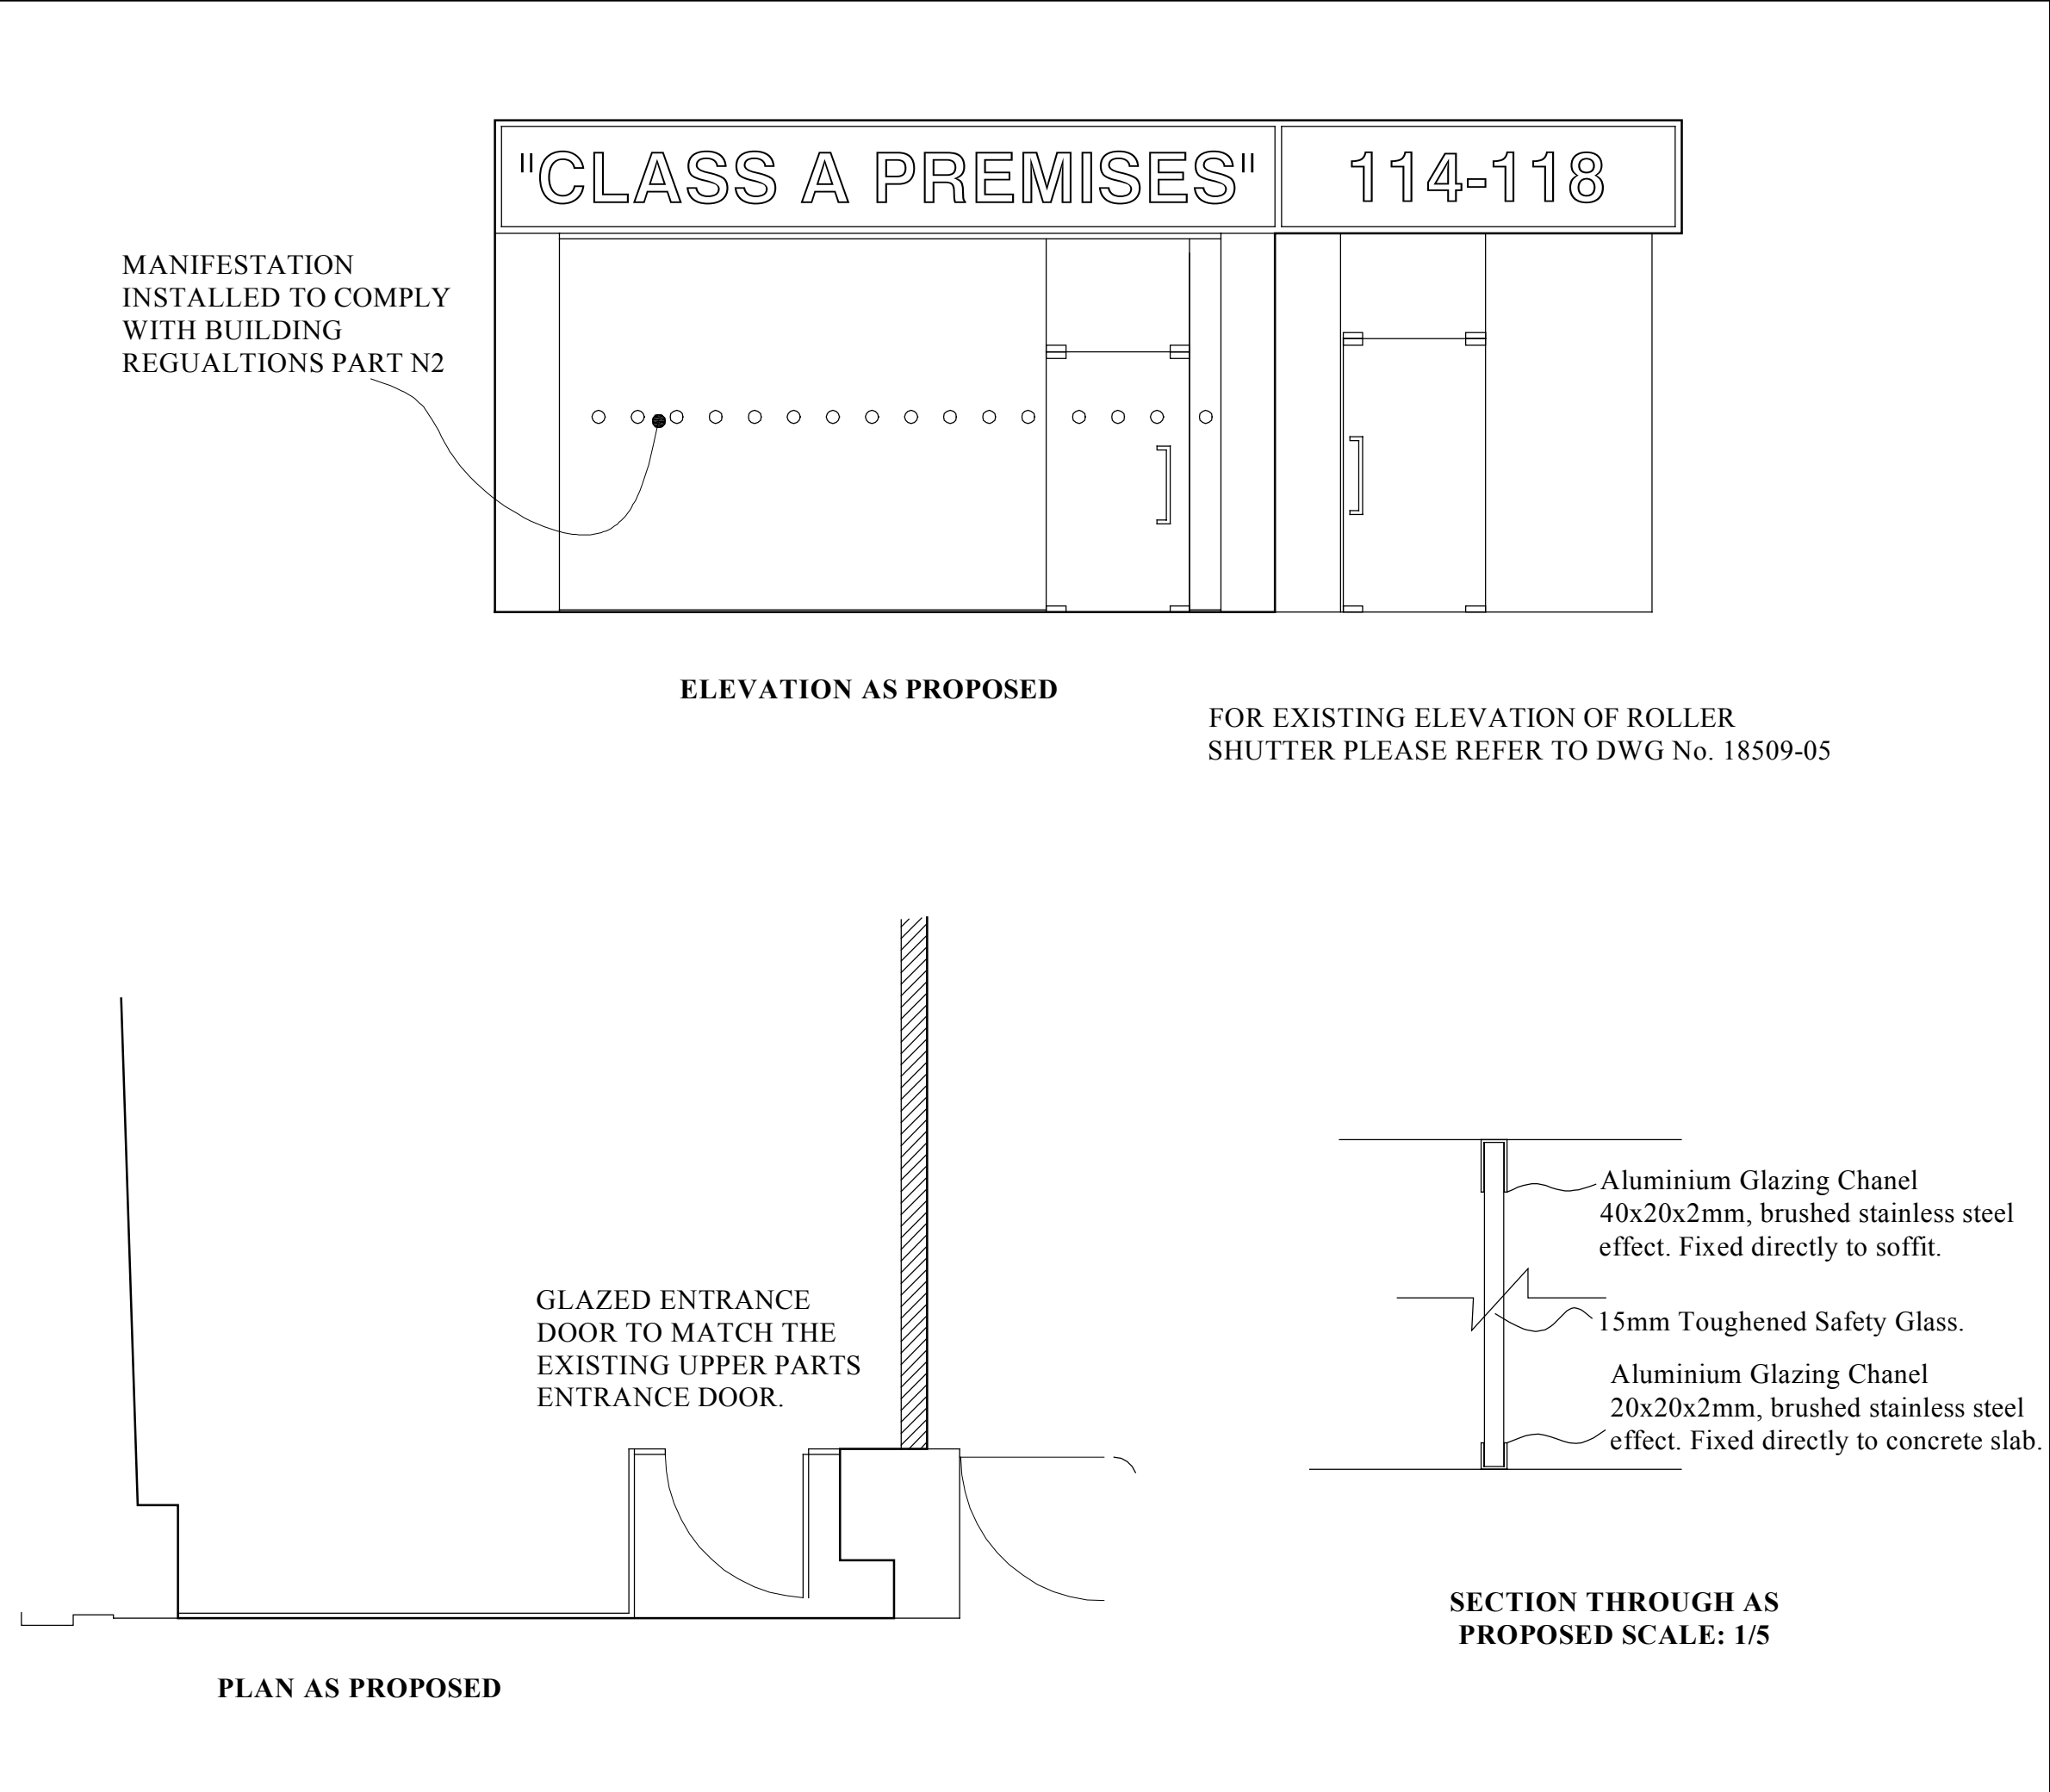 "CLASS A PREMISES"
114-118
MANIFESTATION
INSTALLED TO COMPLY
WITH BUILDING
REGUALTIONS PART N2
ELEVATION AS PROPOSED
FOR EXISTING ELEVATION OF ROLLER
SHUTTER PLEASE REFER TO DWG No. 18509-05
GLAZED ENTRANCE
DOOR TO MATCH THE
EXISTING UPPER PARTS
ENTRANCE DOOR.
PLAN AS PROPOSED
Aluminium Glazing Chanel
40x20x2mm, brushed stainless steel
effect. Fixed directly to soffit.
15mm Toughened Safety Glass.
Aluminium Glazing Chanel
20x20x2mm, brushed stainless steel
effect. Fixed directly to concrete slab.
SECTION THROUGH AS
PROPOSED SCALE: 1/5